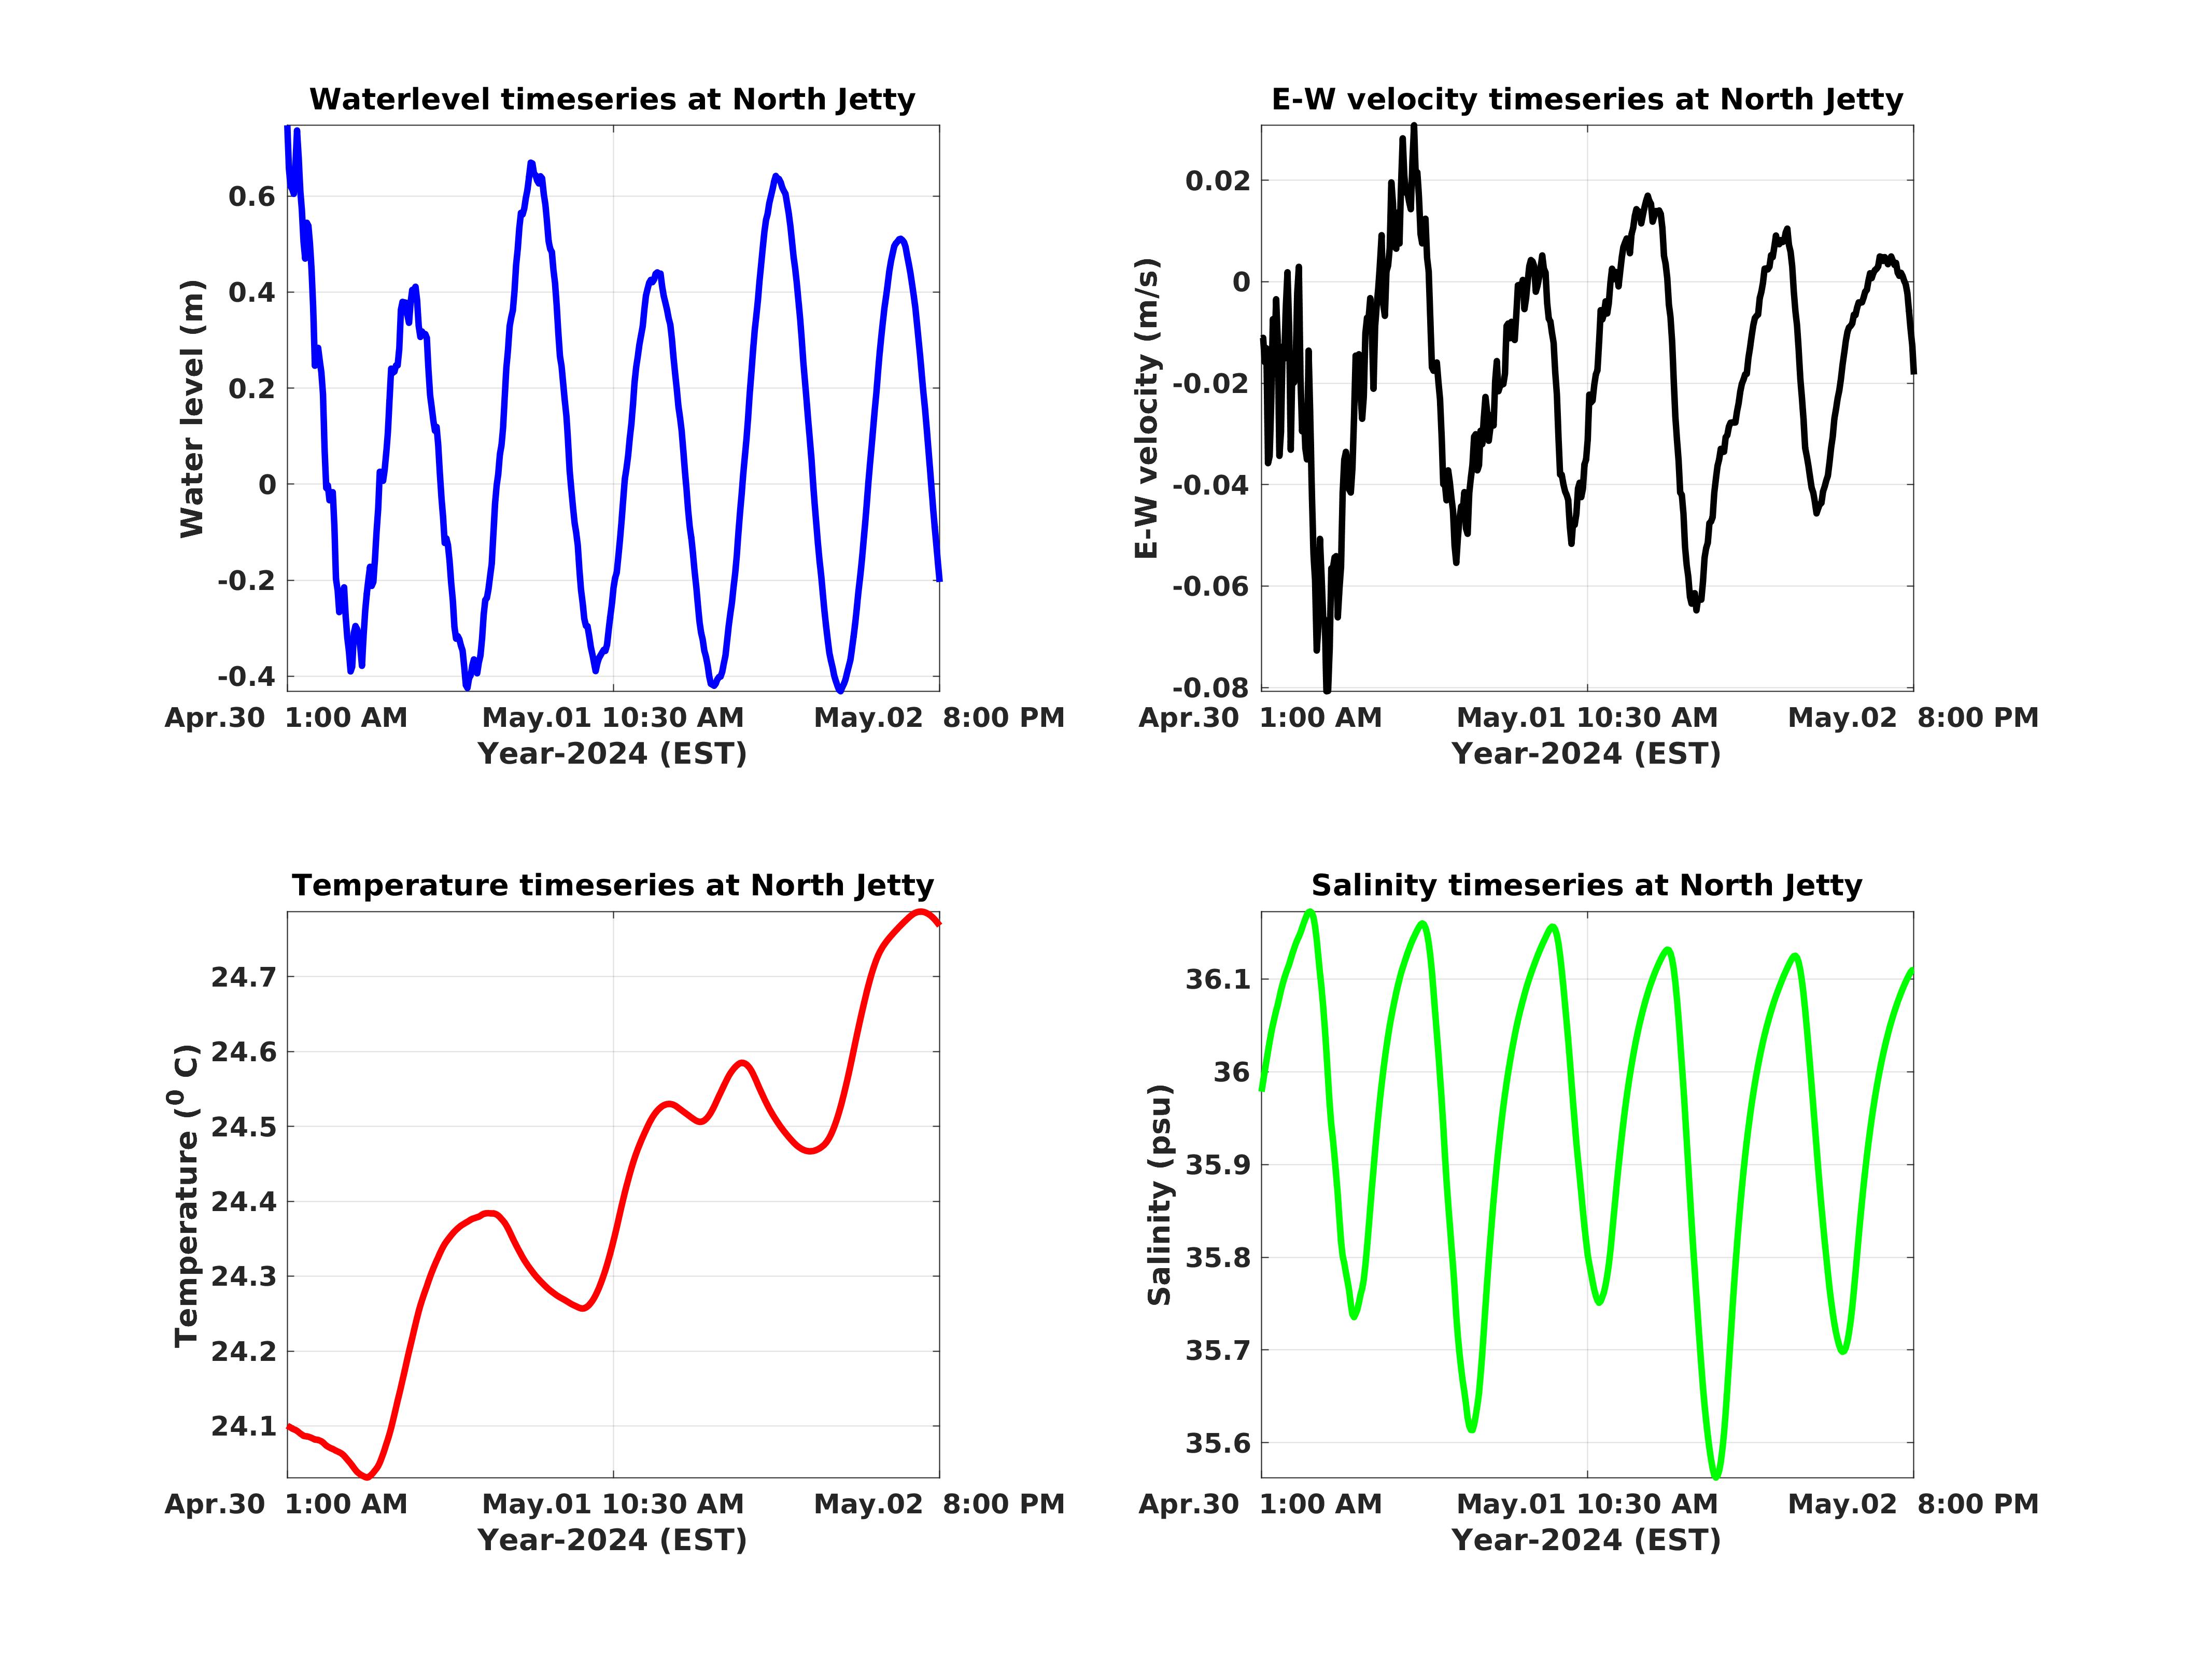 Waterlevel timeseries at North Jetty
Water level (m)
0.6
0.4
0.2
0
-0.2
-0.4
Apr.30 1:00 AM May.01 10:30 AM May.02 8:00 PM
Year-2024 (EST)
E-W velocity timeseries at North Jetty
E-W velocity (m/s)
0.02
0
-0.02
-0.04
-0.06
-0.08
Apr.30 1:00 AM May.01 10:30 AM May.02 8:00 PM
Year-2024 (EST)
Temperature timeseries at North Jetty
Temperature (⁰ C)
24.7
24.6
24.5
24.4
24.3
24.2
24.1
Apr.30 1:00 AM May.01 10:30 AM May.02 8:00 PM
Year-2024 (EST)
Salinity timeseries at North Jetty
Salinity (psu)
36.1
36
35.9
35.8
35.7
35.6
Apr.30 1:00 AM May.01 10:30 AM May.02 8:00 PM
Year-2024 (EST)